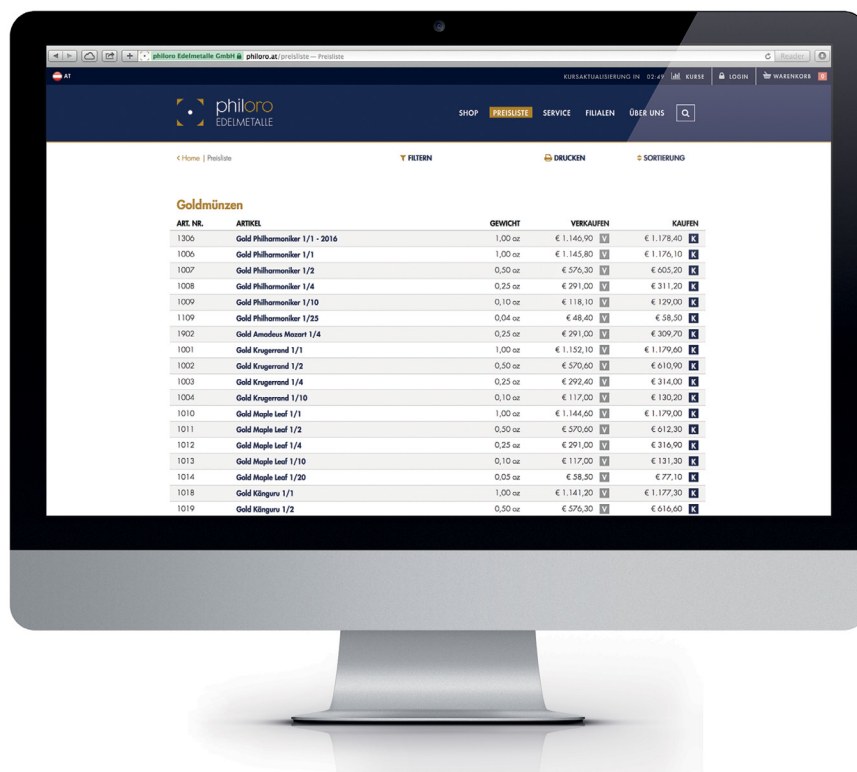 philoro Edelmetalle GmbH philoro.at/preisliste — Preisliste Reader
AT KURSAKTUALISIERUNG IN 02:49 KURSE LOGIN WARENKORB 0
philoro
EDELMETALLE
SHOP PREISLISTE SERVICE FILIALEN ÜBER UNS
< Home | Preisliste FILTERN DRUCKEN SORTIERUNG
Goldmünzen
ART. NR. ARTIKEL GEWICHT VERKAUFEN KAUFEN
1306 Gold Philharmoniker 1/1 - 2016 1,00 oz € 1.146,90 V € 1.178,40 K
1006 Gold Philharmoniker 1/1 1,00 oz € 1.145,80 V € 1.176,10 K
1007 Gold Philharmoniker 1/2 0,50 oz € 576,30 V € 605,20 K
1008 Gold Philharmoniker 1/4 0,25 oz € 291,00 V € 311,20 K
1009 Gold Philharmoniker 1/10 0,10 oz € 118,10 V € 129,00 K
1109 Gold Philharmoniker 1/25 0,04 oz € 48,40 V € 58,50 K
1902 Gold Amadeus Mozart 1/4 0,25 oz € 291,00 V € 309,70 K
1001 Gold Krugerrand 1/1 1,00 oz € 1.152,10 V € 1.179,60 K
1002 Gold Krugerrand 1/2 0,50 oz € 570,60 V € 610,90 K
1003 Gold Krugerrand 1/4 0,25 oz € 292,40 V € 314,00 K
1004 Gold Krugerrand 1/10 0,10 oz € 117,00 V € 130,20 K
1010 Gold Maple Leaf 1/1 1,00 oz € 1.144,60 V € 1.179,00 K
1011 Gold Maple Leaf 1/2 0,50 oz € 570,60 V € 612,30 K
1012 Gold Maple Leaf 1/4 0,25 oz € 291,00 V € 316,90 K
1013 Gold Maple Leaf 1/10 0,10 oz € 117,00 V € 131,30 K
1014 Gold Maple Leaf 1/20 0,05 oz € 58,50 V € 77,10 K
1018 Gold Känguru 1/1 1,00 oz € 1.141,20 V € 1.177,30 K
1019 Gold Känguru 1/2 0,50 oz € 576,30 V € 616,60 K